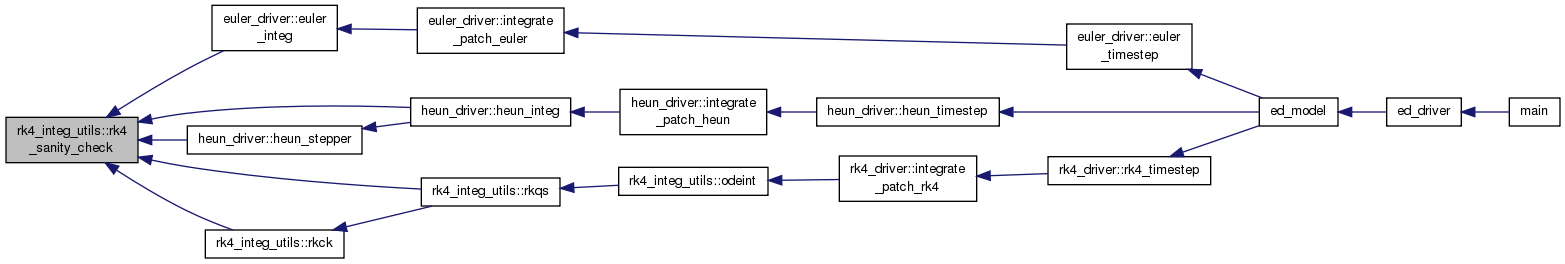 euler_driver::euler
_integ
euler_driver::integrate
_patch_euler
euler_driver::euler
_timestep
rk4_integ_utils::rk4
_sanity_check
heun_driver::heun_integ
heun_driver::integrate
_patch_heun
heun_driver::heun_timestep
ed_model
ed_driver
main
heun_driver::heun_stepper
rk4_integ_utils::rkqs
rk4_integ_utils::odeint
rk4_driver::integrate
_patch_rk4
rk4_driver::rk4_timestep
rk4_integ_utils::rkck